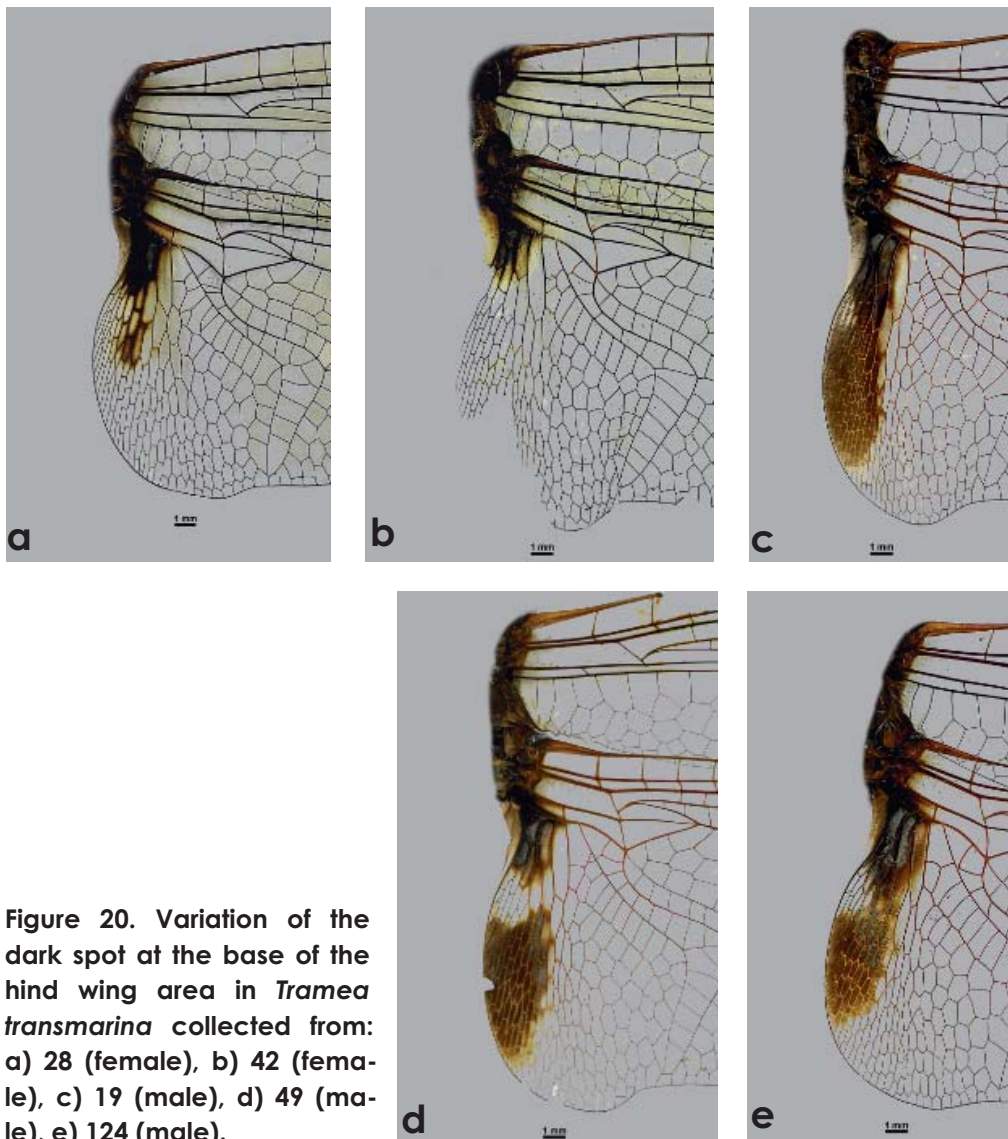 a
1 mm
b
1 mm
c
1 mm
d
1 mm
e
1 mm
Figure 20. Variation of the
dark spot at the base of the
hind wing area in Tramea
transmarina collected from:
a) 28 (female), b) 42 (fema-
le), c) 19 (male), d) 49 (ma-
le), e) 124 (male).